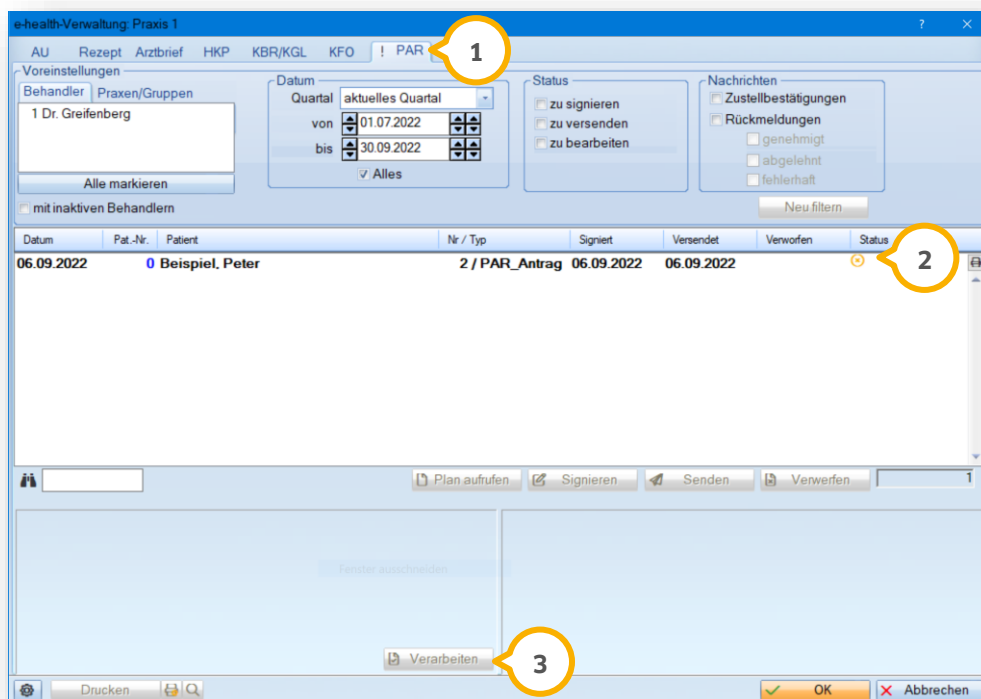 e-health-Verwaltung: Praxis 1
AU Rezept Arztbrief HKP KBR/KGL KFO ! PAR
1
Voreinstellungen
Behandler Praxen/Gruppen
1 Dr. Greifenberg
Alle markieren
mit inaktiven Behandlern
Datum
Quartal aktuelles Quartal
von 01.07.2022
bis 30.09.2022
Alles
Status
zu signieren
zu versenden
zu bearbeiten
Nachrichten
Zustellbestätigungen
Rückmeldungen
genehmigt
abgelehnt
fehlerhaft
Neu filtern
Datum Pat.-Nr. Patient Nr / Typ Signiert Versendet Verworfen Status
06.09.2022 0 Beispiel, Peter 2 / PAR_Antrag 06.09.2022 06.09.2022
2
Plan aufrufen Signieren Senden Verwerfen 1
Fenster ausschneiden
Verarbeiten
3
Drucken OK Abbrechen